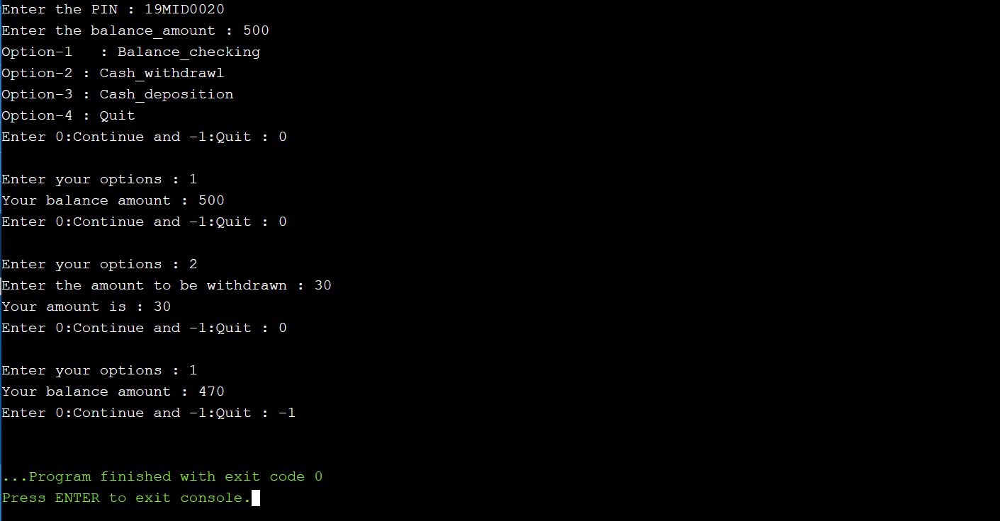 Enter the PIN : 19MID0020
Enter the balance_amount : 500
Option-1   : Balance_checking
Option-2 : Cash_withdrawl
Option-3 : Cash_deposition
Option-4 : Quit
Enter 0:Continue and -1:Quit : 0
Enter your options : 1
Your balance amount : 500
Enter 0:Continue and -1:Quit : 0
Enter your options : 2
Enter the amount to be withdrawn : 30
Your amount is : 30
Enter 0:Continue and -1:Quit : 0
Enter your options : 1
Your balance amount : 470
Enter 0:Continue and -1:Quit : -1
...Program finished with exit code 0
Press ENTER to exit console.